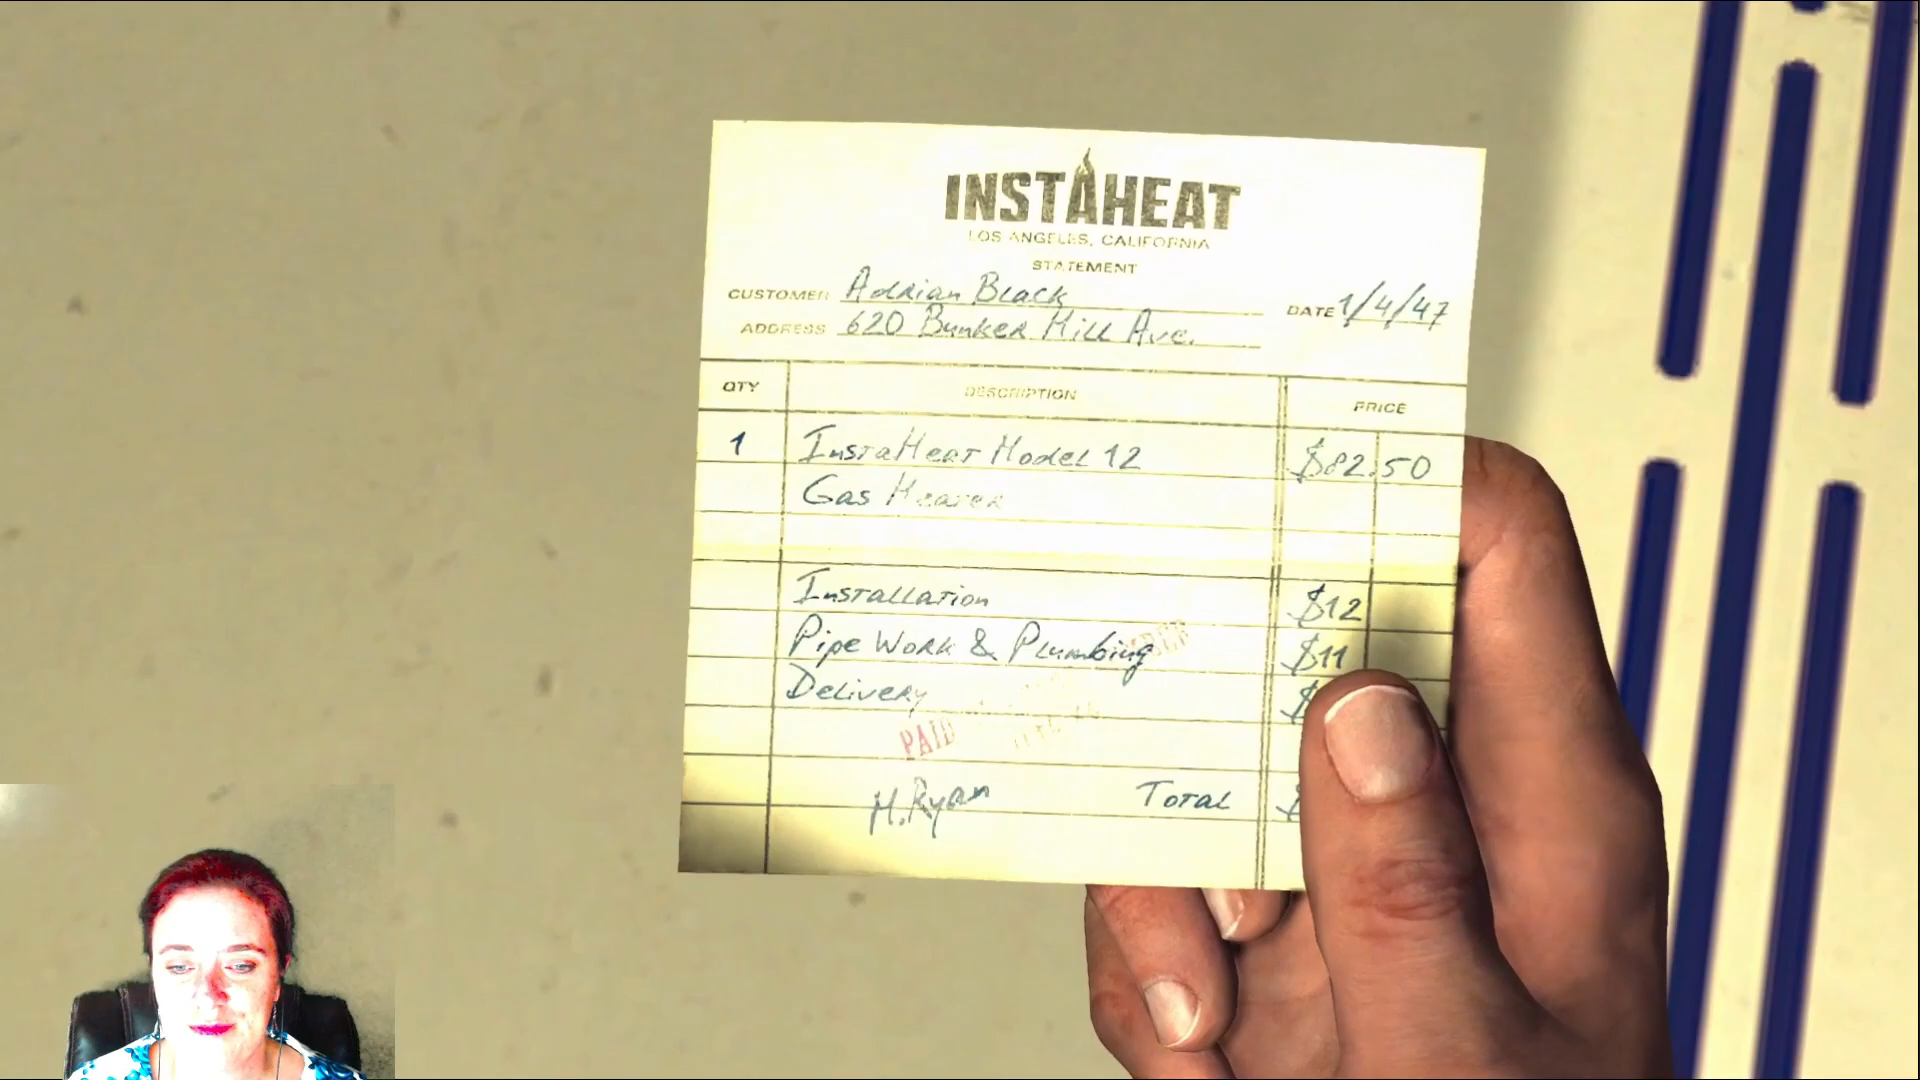 INSTAHEAT
LOS ANGELES, CALIFORNIA
STATEMENT
CUSTOMER Adrian Black DATE 1/4/47
ADDRESS 620 Bunker Hill Ave.
QTY DESCRIPTION PRICE
1 InstaHeat Model 12 $82.50
Gas Heater
Installation $12
Pipe Work & Plumbing $11
Delivery $
PAID
H.Ryan Total $